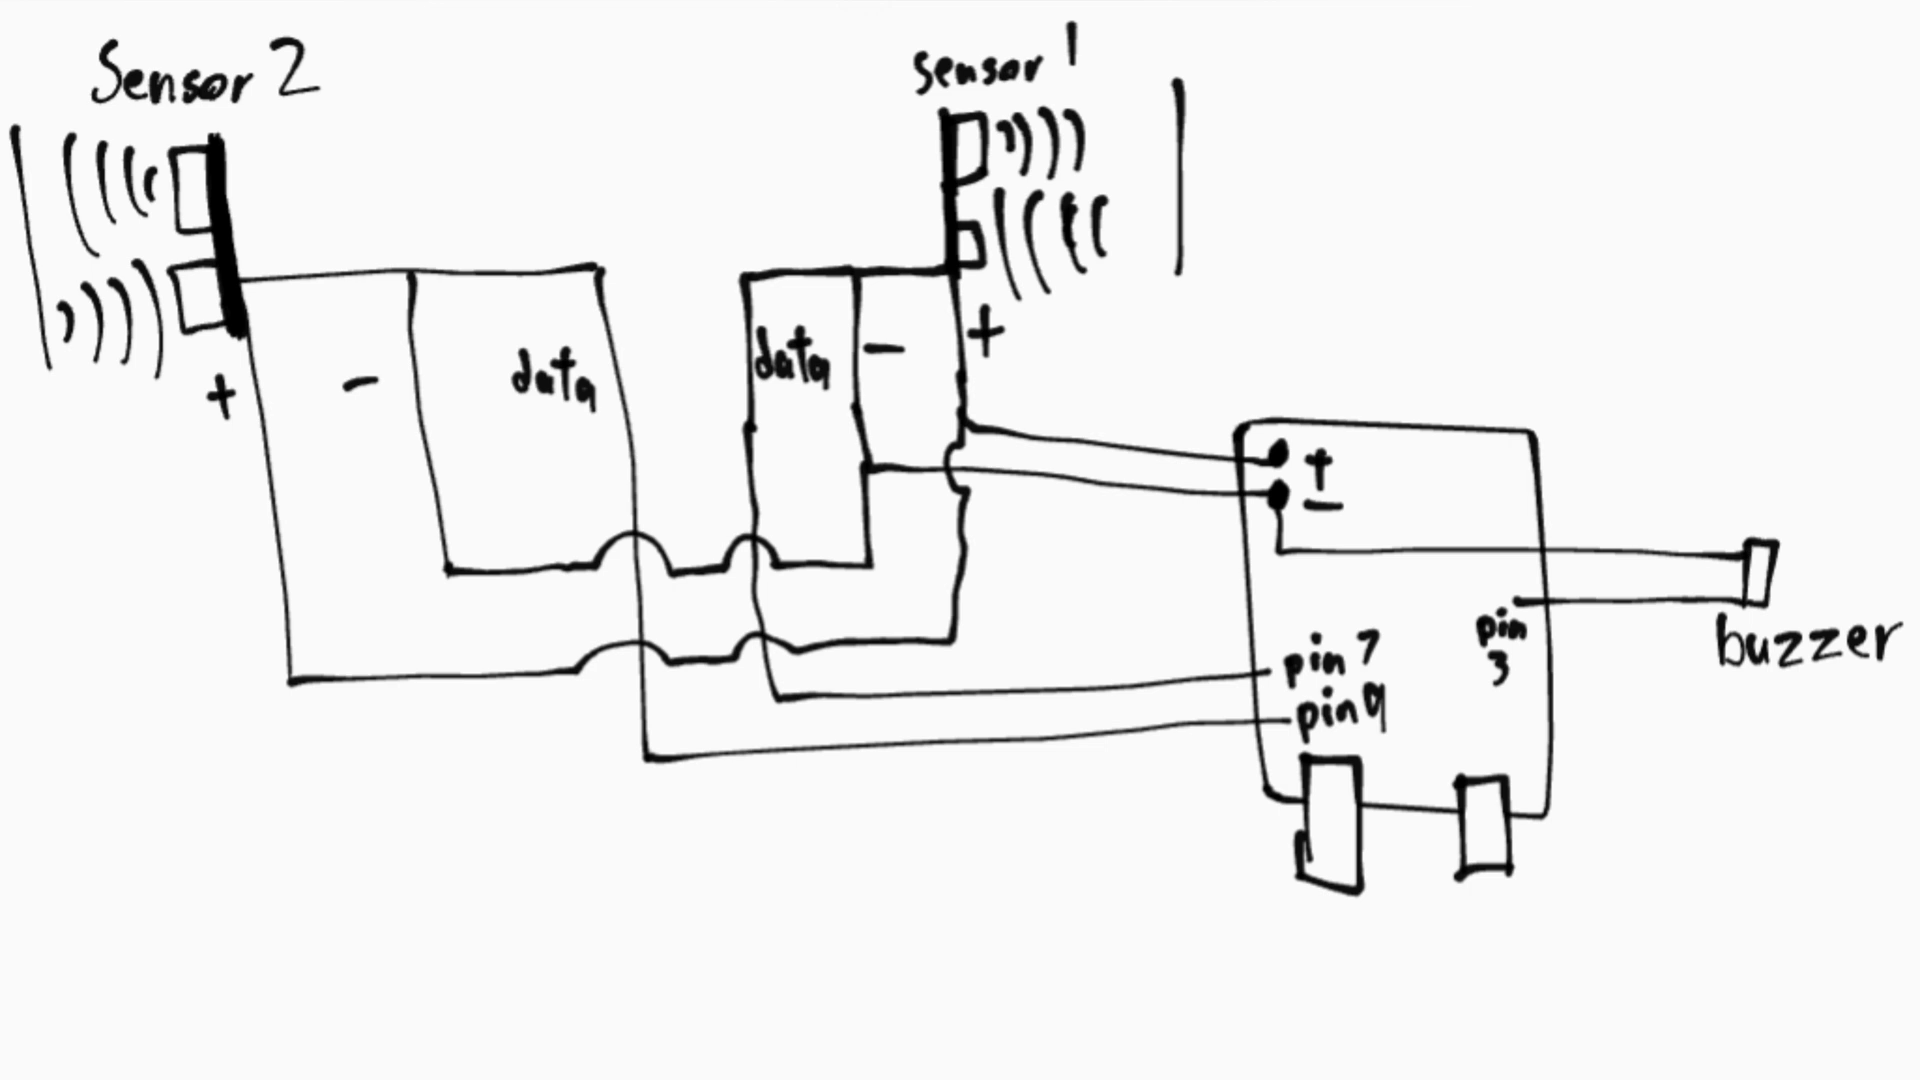 Sensor 2
sensor 1
+
-
data
data
-
+
+
-
pin 7
pin 9
pin
3
buzzer